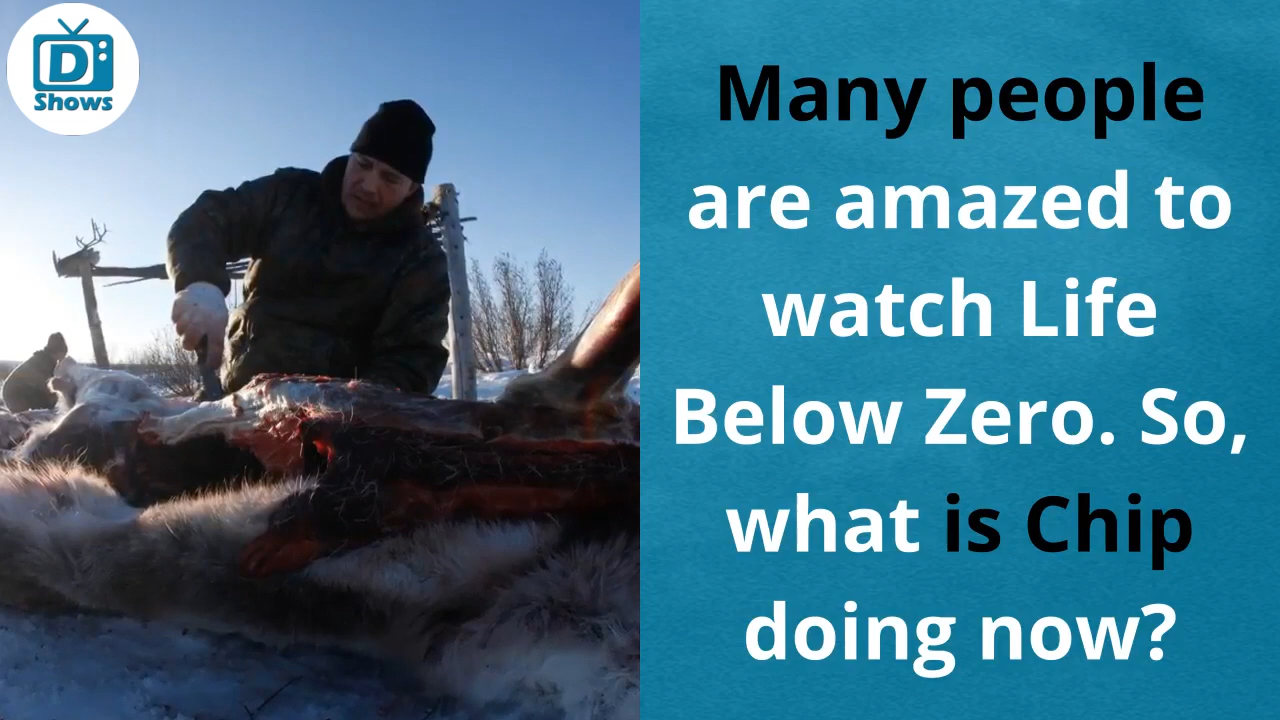 D
Shows
Many people
are amazed to
watch Life
Below Zero. So,
what is Chip
doing now?